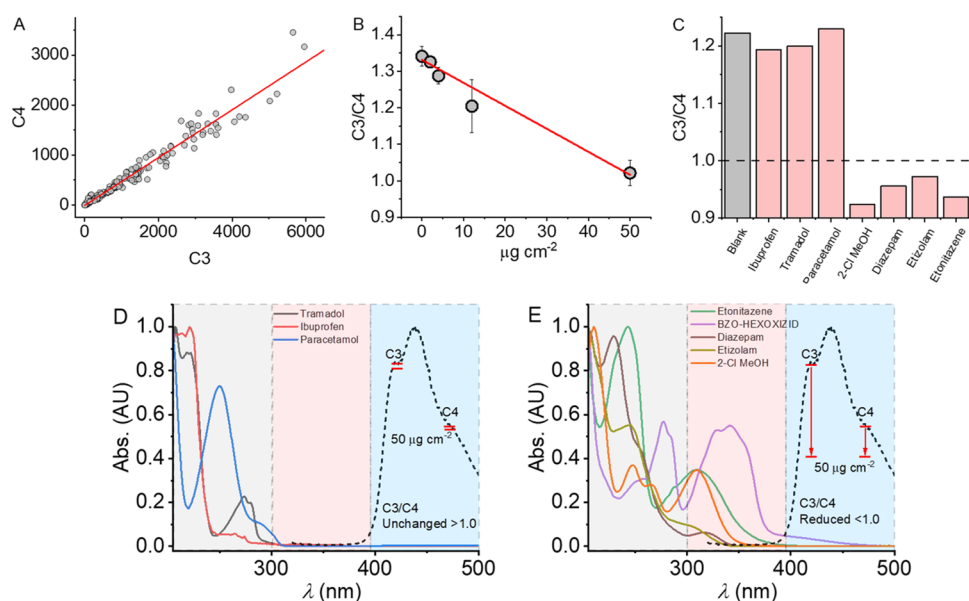 A
C4
3000
2000
1000
0
0
2000
4000
6000
C3
B
C3/C4
1.4
1.3
1.2
1.1
1.0
0.9
0
10
20
30
40
50
μg cm⁻²
C
C3/C4
1.2
1.1
1.0
0.9
Blank
Ibuprofen
Tramadol
Paracetamol
2-Cl MeOH
Diazepam
Etizolam
Etonitazene
D
Tramadol
Ibuprofen
Paracetamol
Abs. (AU)
1.0
0.8
0.6
0.4
0.2
0.0
C3
C4
50 μg cm⁻²
C3/C4
Unchanged >1.0
300
400
500
λ (nm)
E
Etonitazene
BZO-HEXOXIZID
Diazepam
Etizolam
2-Cl MeOH
Abs. (AU)
1.0
0.8
0.6
0.4
0.2
0.0
C3
C4
50 μg cm⁻²
C3/C4
Reduced <1.0
300
400
500
λ (nm)